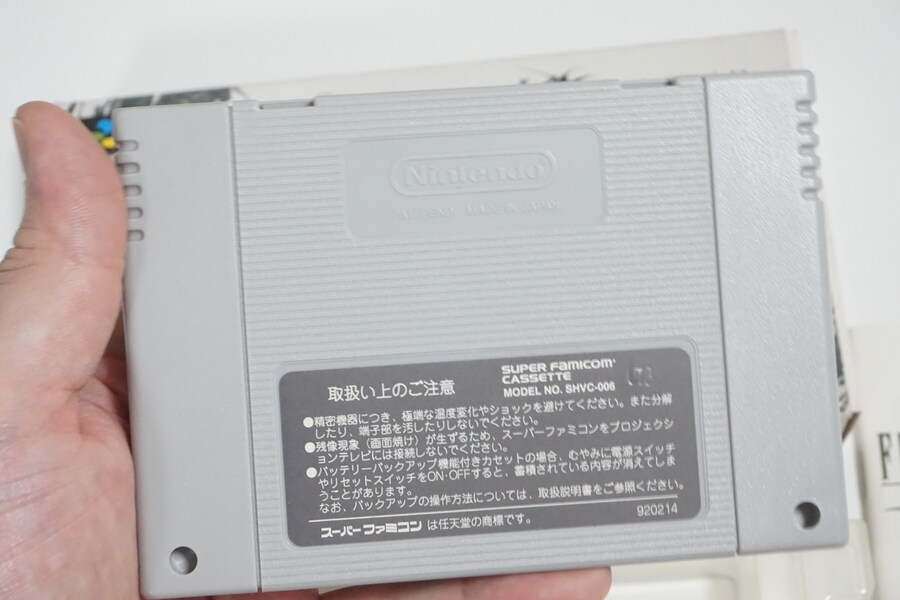 Nintendo
MADE IN JAPAN
取扱い上のご注意
SUPER FAMICOM
CASSETTE
MODEL NO. SHVC-006
●精密機器につき、極端な温度変化やショックを避けてください。また分解
したり、端子部を汚したりしないでください。
●残像現象（画面焼け）が生ずるため、スーパーファミコンをプロジェクシ
ョンテレビには接続しないでください。
●バッテリーバックアップ機能付きカセットの場合、むやみに電源スイッチ
やリセットスイッチをON・OFFすると、蓄積されている内容が消えてしま
うことがあります。
なお、バックアップの操作方法については、取扱説明書をご参照ください。
スーパーファミコン は任天堂の商標です。
920214